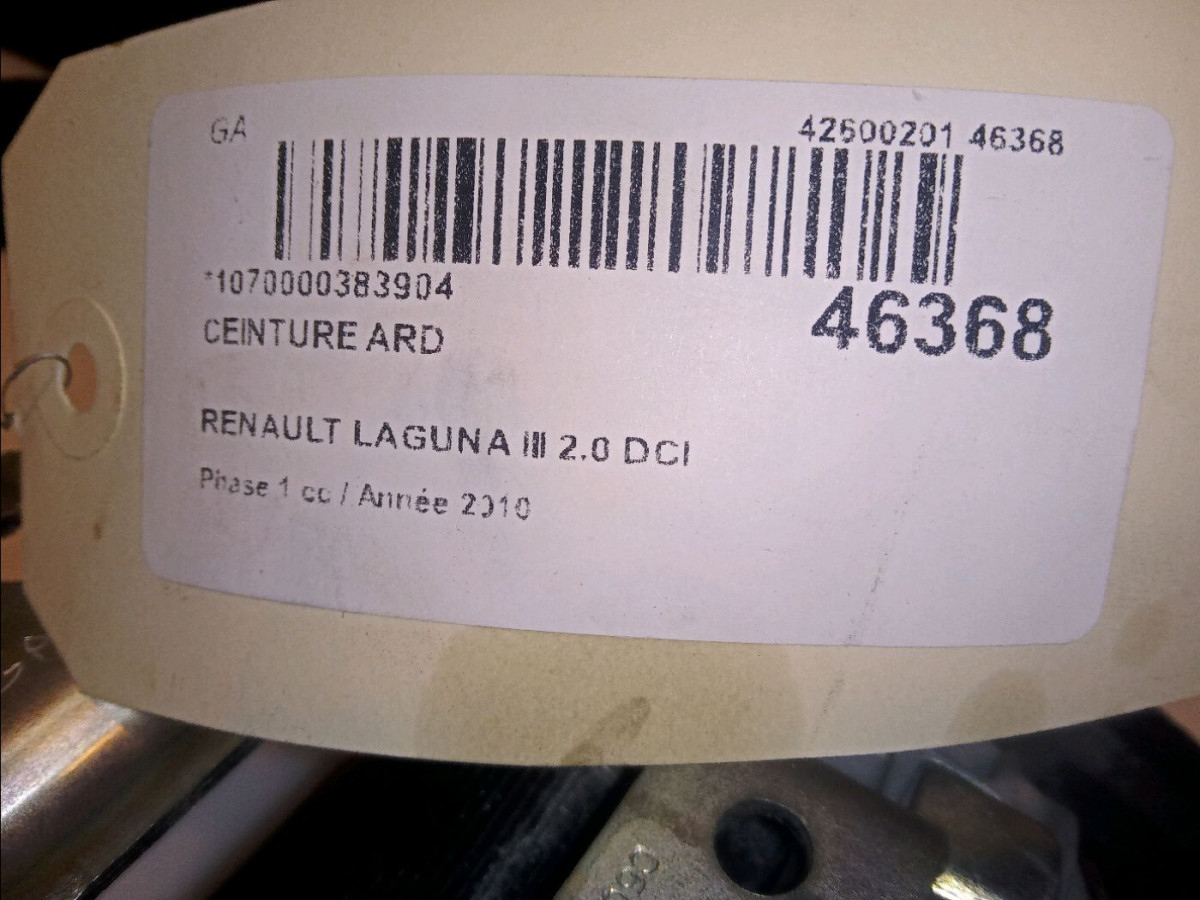 GA
42600201 46368
*1070000383904
46368
CEINTURE ARD
RENAULT LAGUNA III 2.0 DCI
Phase 1 cc / Année 2010